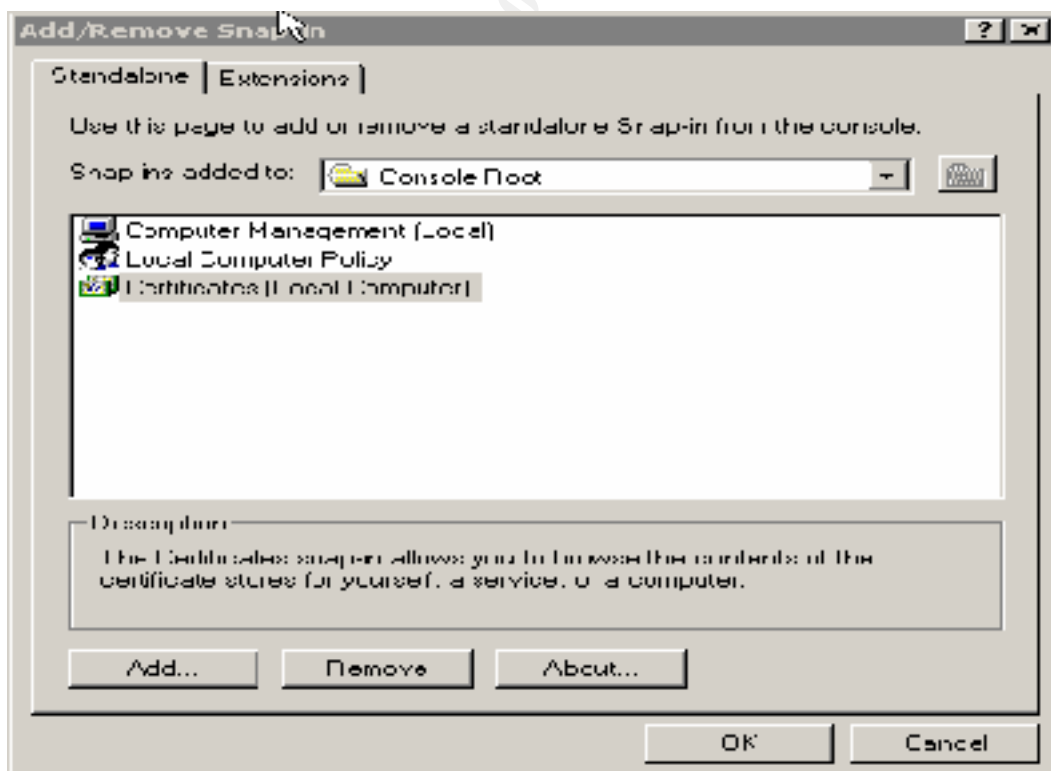 Add/Remove Snap-in
Standalone Extensions
Use this page to add or remove a standalone Snap-in from the console.
Snap-ins added to: Console Root
Computer Management (Local)
Local Computer Policy
Certificates (Local Computer)
Description
The Certificates snap-in allows you to browse the contents of the
certificate stores for yourself, a service, or a computer.
Add... Remove About...
OK Cancel